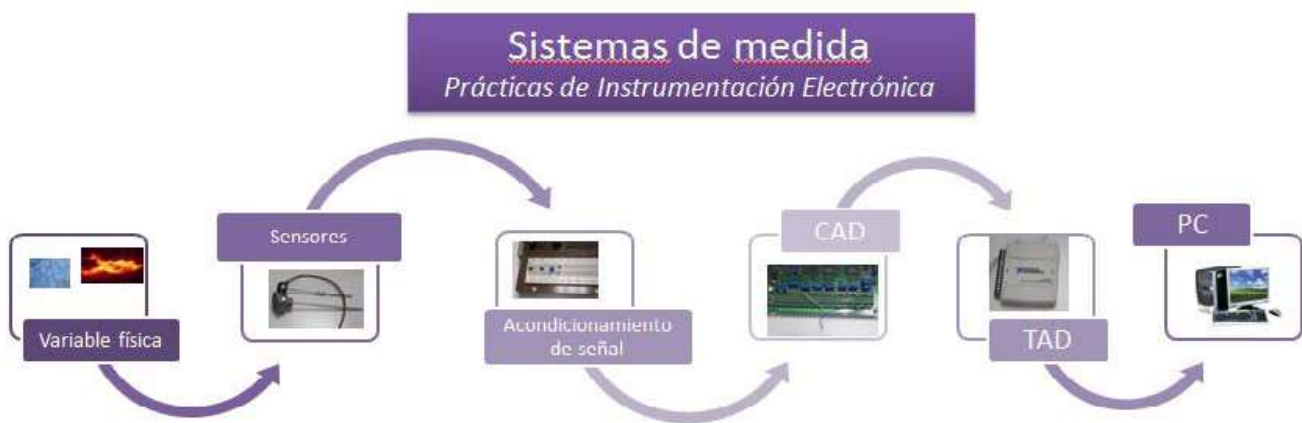 Sistemas de medida
Prácticas de Instrumentación Electrónica
Variable física
Sensores
Acondicionamiento
de señal
CAD
TAD
PC